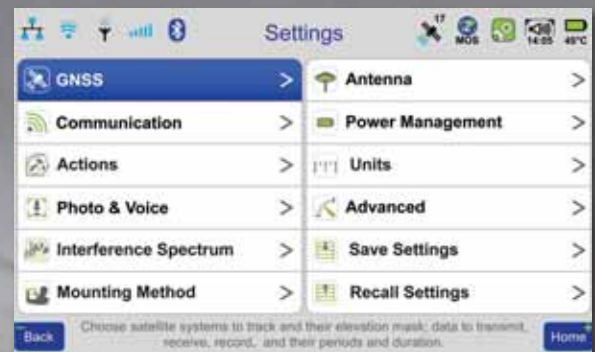 Settings
17
MOS
14:05
45°C
GNSS
Communication
Actions
Photo & Voice
Interference Spectrum
Mounting Method
Antenna
Power Management
Units
Advanced
Save Settings
Recall Settings
Back
Choose satellite systems to track and their elevation mask; data to transmit,
receive, record, and their periods and duration.
Home